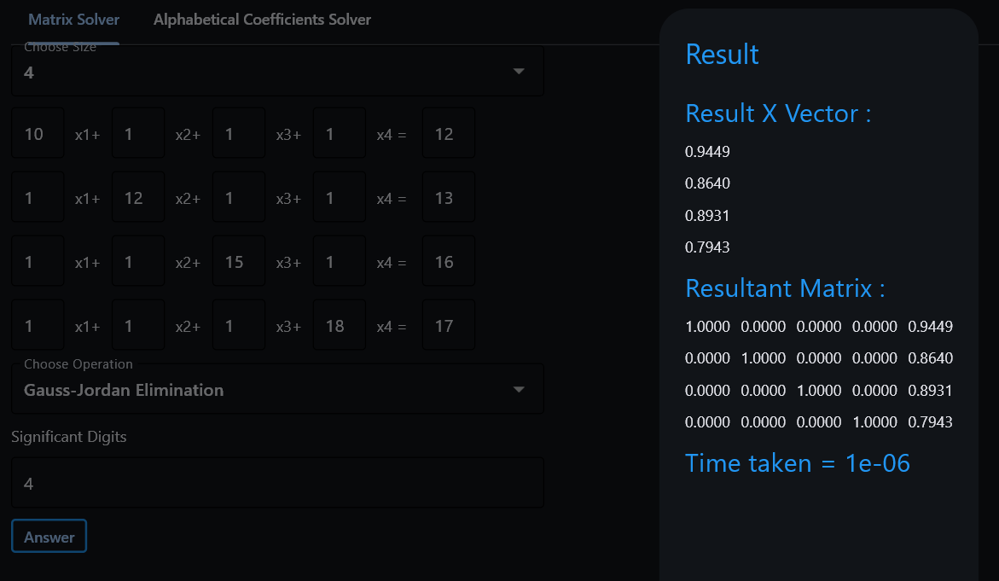 Matrix Solver Alphabetical Coefficients Solver
Choose Size
4
10 x1+ 1 x2+ 1 x3+ 1 x4 = 12
1 x1+ 12 x2+ 1 x3+ 1 x4 = 13
1 x1+ 1 x2+ 15 x3+ 1 x4 = 16
1 x1+ 1 x2+ 1 x3+ 18 x4 = 17
Choose Operation
Gauss-Jordan Elimination
Significant Digits
4
Answer
Result
Result X Vector :
0.9449
0.8640
0.8931
0.7943
Resultant Matrix :
1.0000 0.0000 0.0000 0.0000 0.9449
0.0000 1.0000 0.0000 0.0000 0.8640
0.0000 0.0000 1.0000 0.0000 0.8931
0.0000 0.0000 0.0000 1.0000 0.7943
Time taken = 1e-06